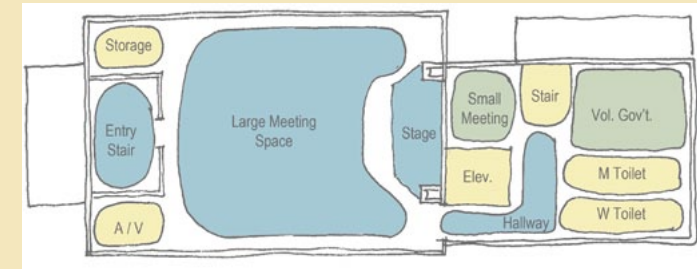 Storage
Entry
Stair
A / V
Large Meeting
Space
Stage
Small
Meeting
Stair
Vol. Gov't.
Elev.
M Toilet
W Toilet
Hallway